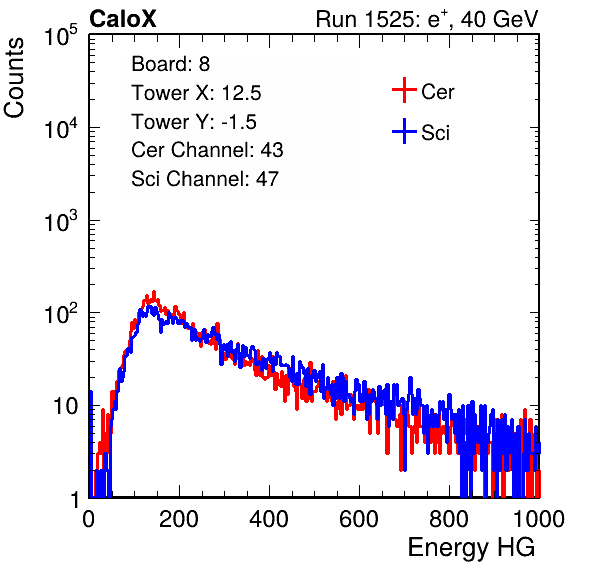 CaloX Run 1525: e⁺, 40 GeV
Board: 8
Tower X: 12.5
Tower Y: -1.5
Cer Channel: 43
Sci Channel: 47
Cer
Sci
Counts
10⁵
10⁴
10³
10²
10
1
0 200 400 600 800 1000
Energy HG